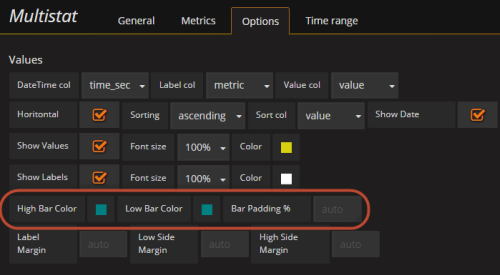 Multistat General Metrics Options Time range
Values
DateTime col time_sec Label col metric Value col value
Horitontal Sorting ascending Sort col value Show Date
Show Values Font size 100% Color
Show Labels Font size 100% Color
High Bar Color Low Bar Color Bar Padding % auto
Label Margin auto Low Side Margin auto High Side Margin auto